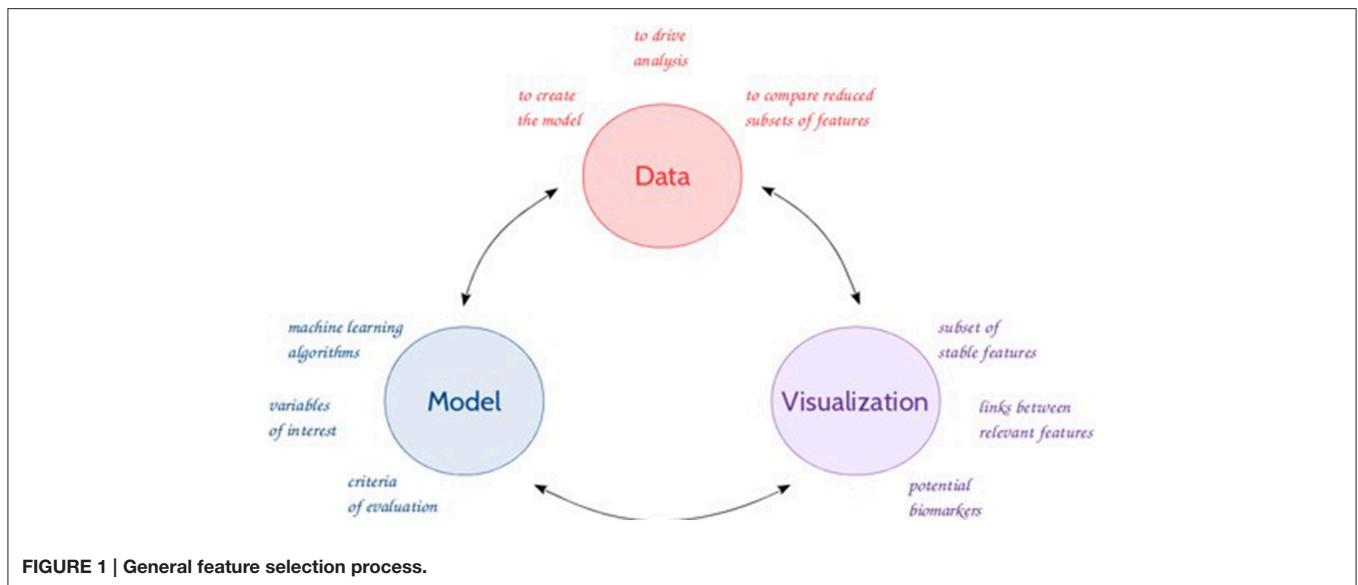 to drive
analysis
to create
the model
to compare reduced
subsets of features
Data
machine learning
algorithms
variables
of interest
criteria
of evaluation
Model
Visualization
subset of
stable features
links between
relevant features
potential
biomarkers
FIGURE 1 | General feature selection process.